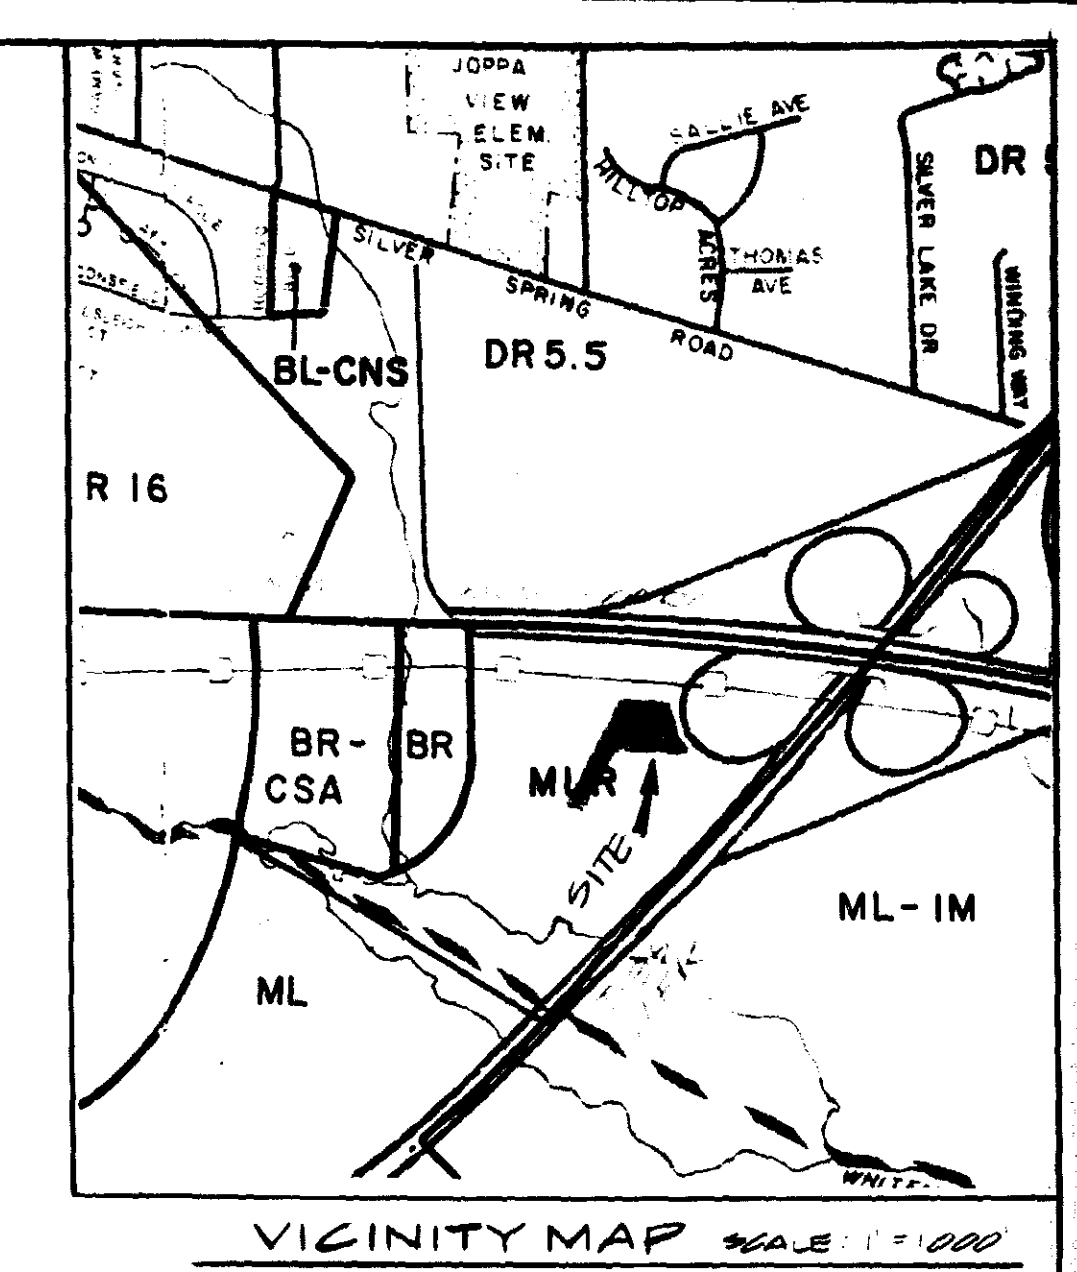 JOPPA
VIEW
ELEM.
SITE
SALLIE AVE
HILLTOP
ACRES
THOMAS
AVE
SILVER LAKE DR
DR
WINDING WAY
SILVER
SPRING
ROAD
BL-CNS
DR 5.5
R 16
BR-
CSA
BR
MLR
SITE
ML-IM
ML
VICINITY MAP
SCALE: 1" = 1000'